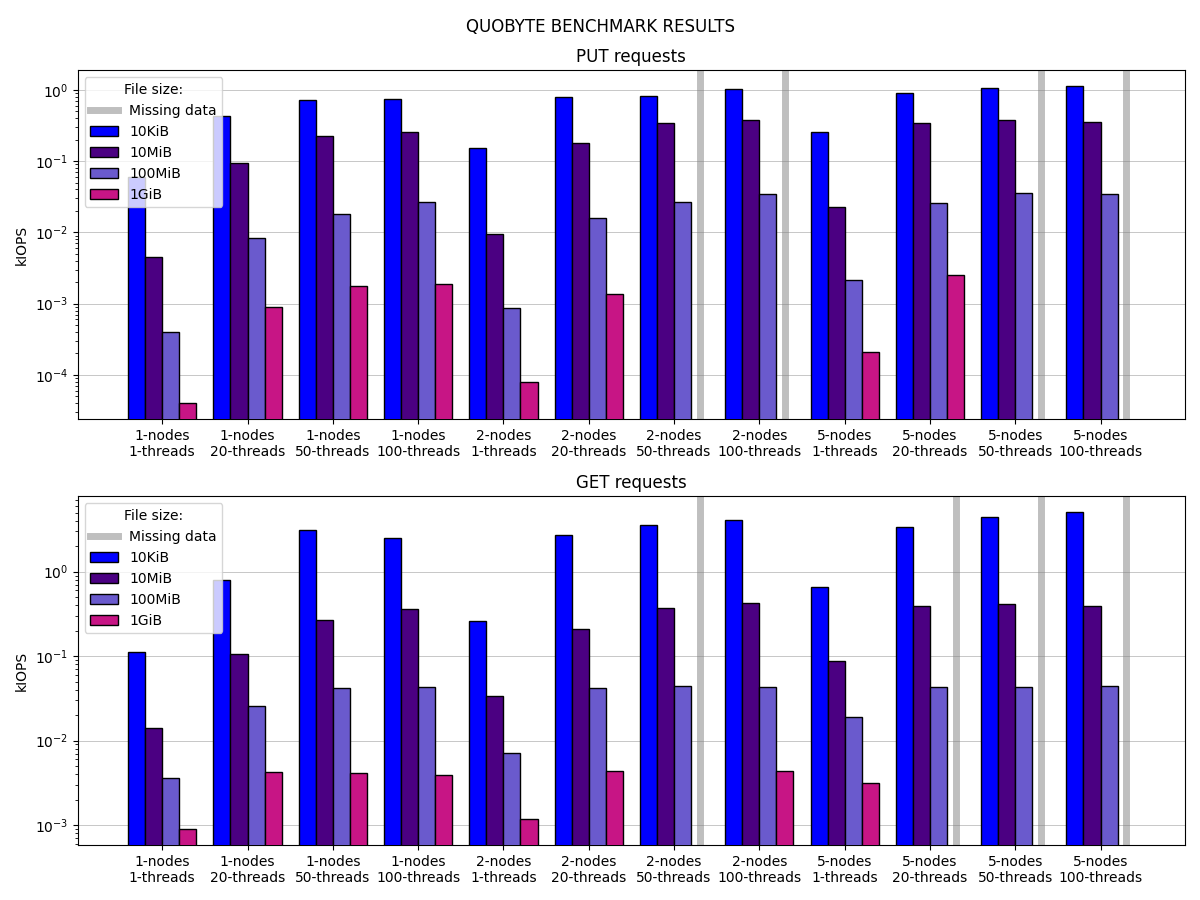 QUOBYTE BENCHMARK RESULTS
PUT requests
File size:
Missing data
10KiB
10MiB
100MiB
1GiB
kIOPS
10⁰
10⁻¹
10⁻²
10⁻³
10⁻⁴
1-nodes 1-nodes 1-nodes 1-nodes 2-nodes 2-nodes 2-nodes 2-nodes 5-nodes 5-nodes 5-nodes 5-nodes
1-threads 20-threads 50-threads 100-threads 1-threads 20-threads 50-threads 100-threads 1-threads 20-threads 50-threads 100-threads
GET requests
File size:
Missing data
10KiB
10MiB
100MiB
1GiB
kIOPS
10⁰
10⁻¹
10⁻²
10⁻³
1-nodes 1-nodes 1-nodes 1-nodes 2-nodes 2-nodes 2-nodes 2-nodes 5-nodes 5-nodes 5-nodes 5-nodes
1-threads 20-threads 50-threads 100-threads 1-threads 20-threads 50-threads 100-threads 1-threads 20-threads 50-threads 100-threads